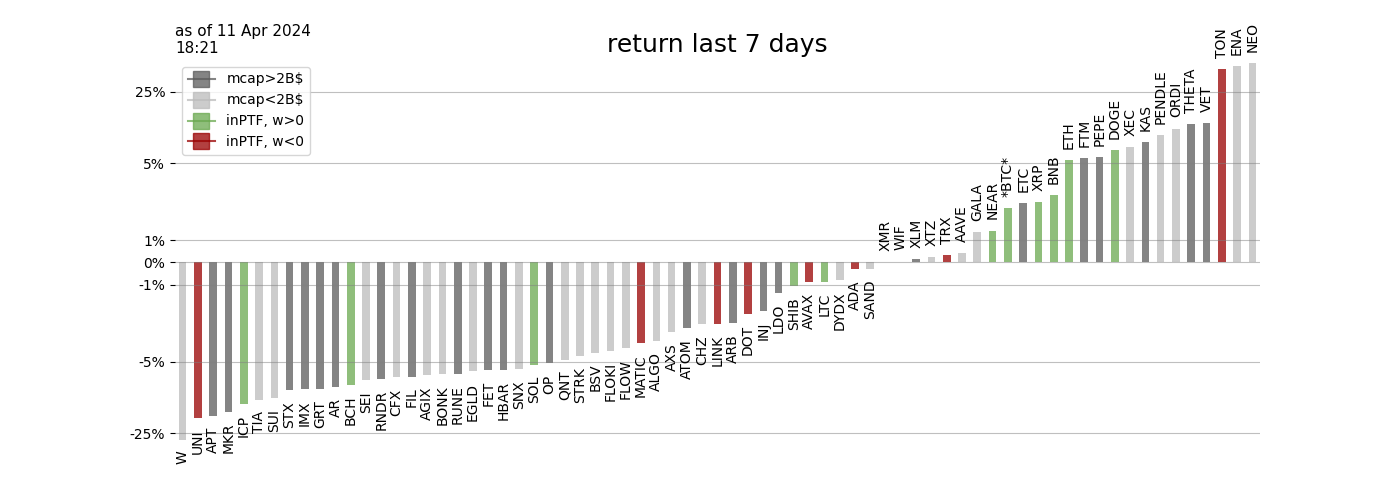 as of 11 Apr 2024
18:21
return last 7 days
mcap>2B$
mcap<2B$
inPTF, w>0
inPTF, w<0
25%
5%
1%
0%
-1%
-5%
-25%
W
UNI
APT
MKR
ICP
TIA
SUI
STX
IMX
GRT
AR
BCH
SEI
RNDR
CFX
FIL
AGIX
BONK
RUNE
EGLD
FET
HBAR
SNX
SOL
OP
QNT
STRK
BSV
FLOKI
FLOW
MATIC
ALGO
AXS
ATOM
CHZ
LINK
ARB
DOT
INJ
LDO
SHIB
AVAX
LTC
DYDX
ADA
SAND
XMR
WIF
XLM
XTZ
TRX
AAVE
GALA
NEAR
*BTC*
ETC
XRP
BNB
ETH
FTM
PEPE
DOGE
XEC
KAS
PENDLE
ORDI
THETA
VET
TON
ENA
NEO